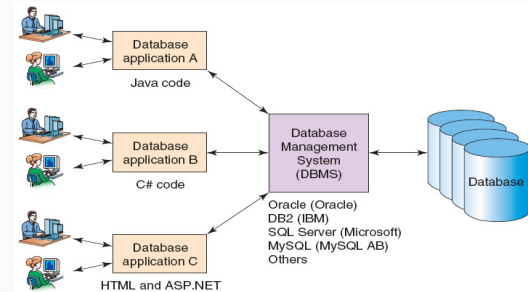 Database
application A
Java code
Database
application B
C# code
Database
application C
HTML and ASP.NET
Database
Management
System
(DBMS)
Oracle (Oracle)
DB2 (IBM)
SQL Server (Microsoft)
MySQL (MySQL AB)
Others
Database